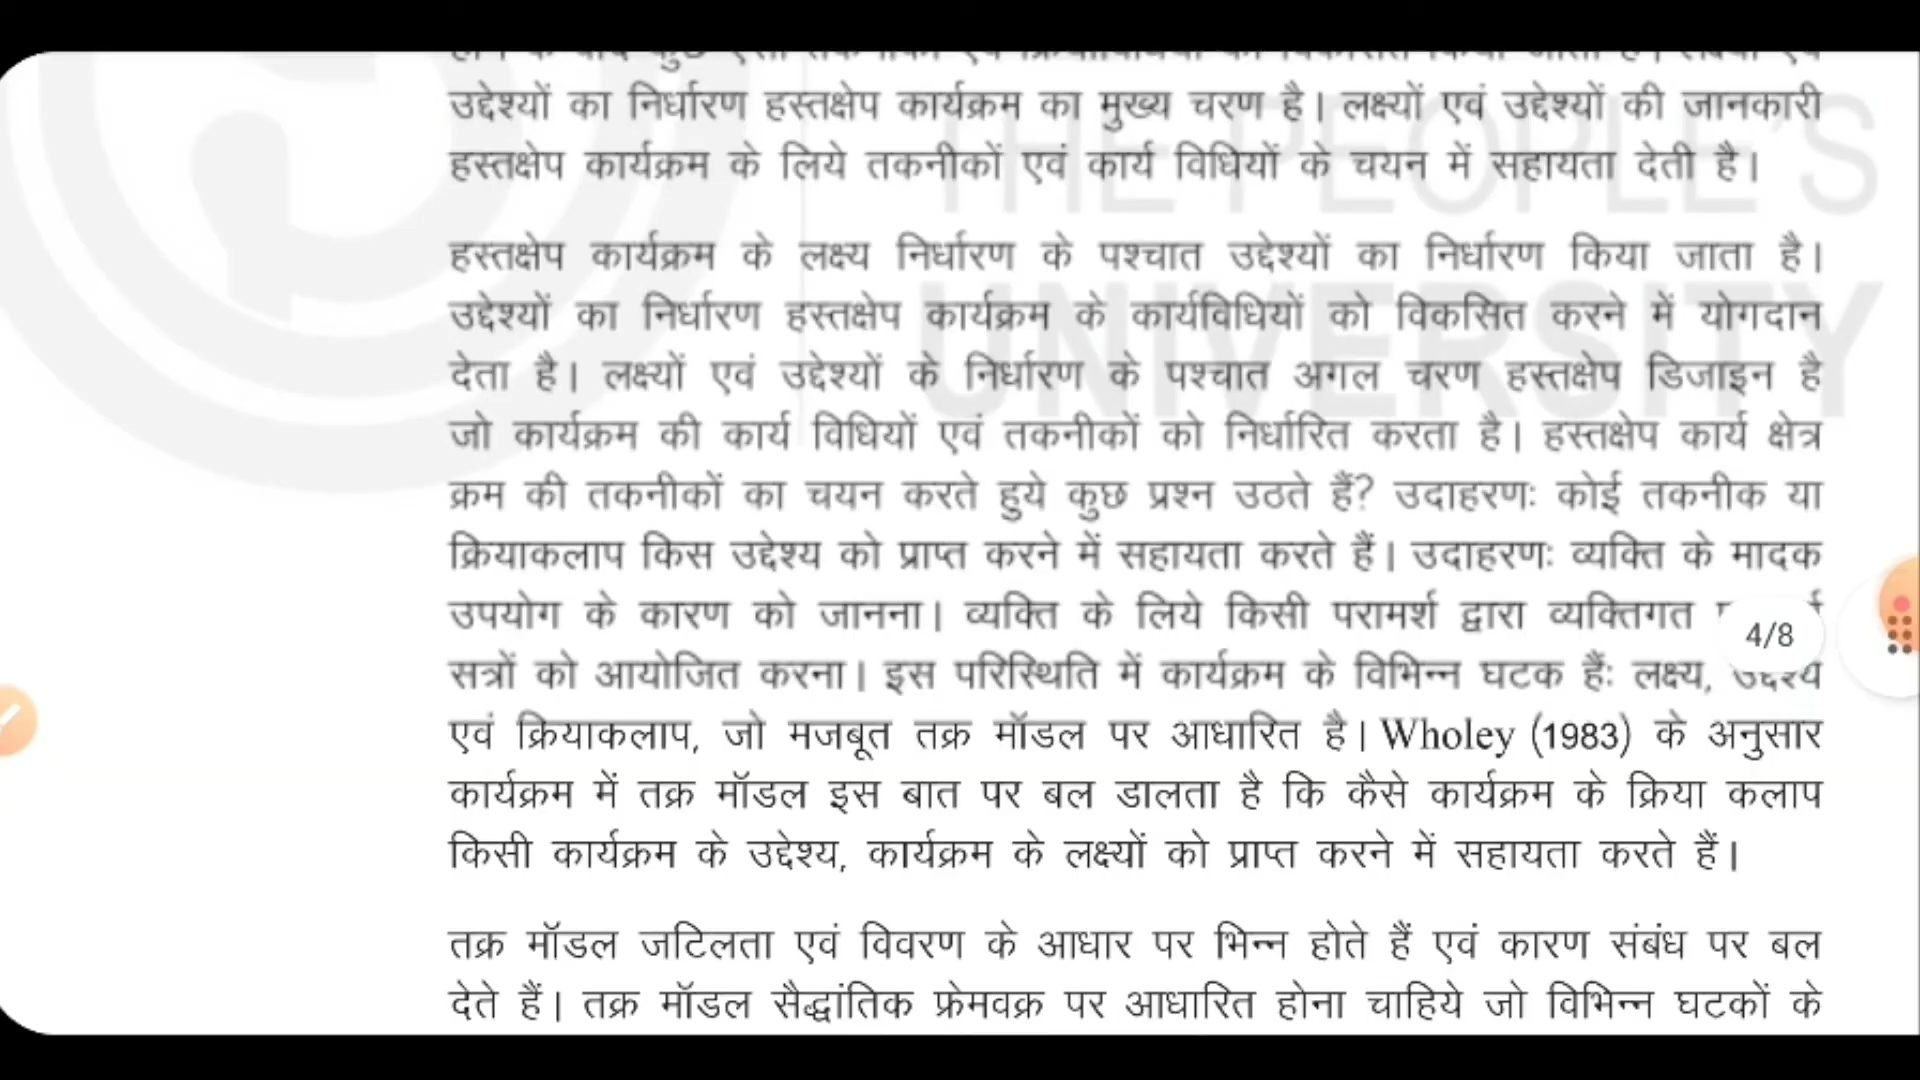 उद्देश्यों का निर्धारण हस्तक्षेप कार्यक्रम का मुख्य चरण है। लक्ष्यों एवं उद्देश्यों की जानकारी
हस्तक्षेप कार्यक्रम के लिये तकनीकों एवं कार्य विधियों के चयन में सहायता देती है।
THE PEOPLE'S
UNIVERSITY
हस्तक्षेप कार्यक्रम के लक्ष्य निर्धारण के पश्चात उद्देश्यों का निर्धारण किया जाता है।
उद्देश्यों का निर्धारण हस्तक्षेप कार्यक्रम के कार्यविधियों को विकसित करने में योगदान
देता है। लक्ष्यों एवं उद्देश्यों के निर्धारण के पश्चात अगल चरण हस्तक्षेप डिजाइन है
जो कार्यक्रम की कार्य विधियों एवं तकनीकों को निर्धारित करता है। हस्तक्षेप कार्य क्षेत्र
क्रम की तकनीकों का चयन करते हुये कुछ प्रश्न उठते हैं? उदाहरणः कोई तकनीक या
क्रियाकलाप किस उद्देश्य को प्राप्त करने में सहायता करते हैं। उदाहरणः व्यक्ति के मादक
उपयोग के कारण को जानना। व्यक्ति के लिये किसी परामर्श द्वारा व्यक्तिगत
4/8
सत्रों को आयोजित करना। इस परिस्थिति में कार्यक्रम के विभिन्न घटक हैंः लक्ष्य,
एवं क्रियाकलाप, जो मजबूत तक्र मॉडल पर आधारित है। Wholey (1983) के अनुसार
कार्यक्रम में तक्र मॉडल इस बात पर बल डालता है कि कैसे कार्यक्रम के क्रिया कलाप
किसी कार्यक्रम के उद्देश्य, कार्यक्रम के लक्ष्यों को प्राप्त करने में सहायता करते हैं।
तक्र मॉडल जटिलता एवं विवरण के आधार पर भिन्न होते हैं एवं कारण संबंध पर बल
देते हैं। तक्र मॉडल सैद्धांतिक फ्रेमवक्र पर आधारित होना चाहिये जो विभिन्न घटकों के